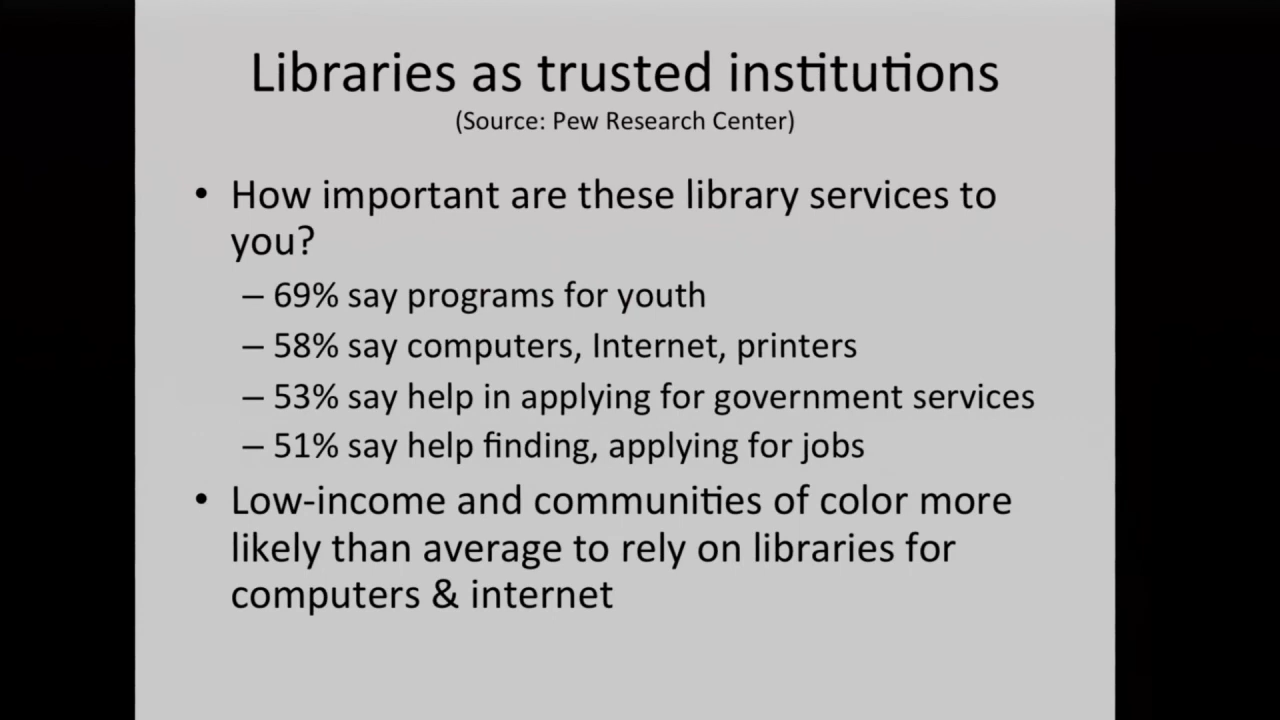 Libraries as trusted institutions
(Source: Pew Research Center)
• How important are these library services to
you?
– 69% say programs for youth
– 58% say computers, Internet, printers
– 53% say help in applying for government services
– 51% say help finding, applying for jobs
• Low-income and communities of color more
likely than average to rely on libraries for
computers & internet